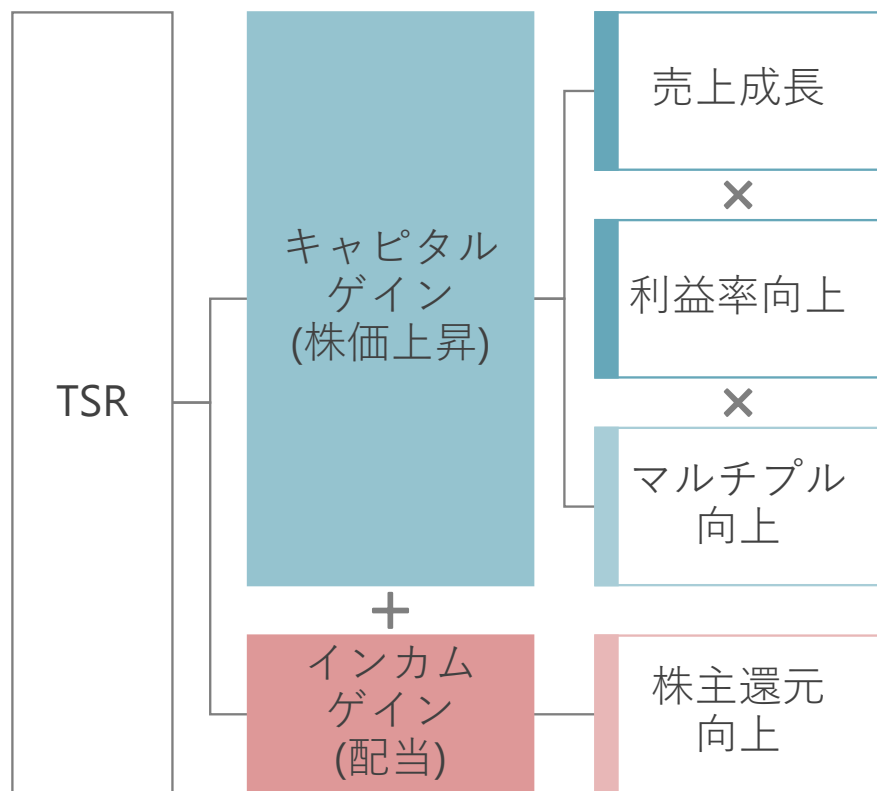 TSR
キャピタル
ゲイン
(株価上昇)
+
インカム
ゲイン
(配当)
売上成長
×
利益率向上
×
マルチプル
向上
株主還元
向上